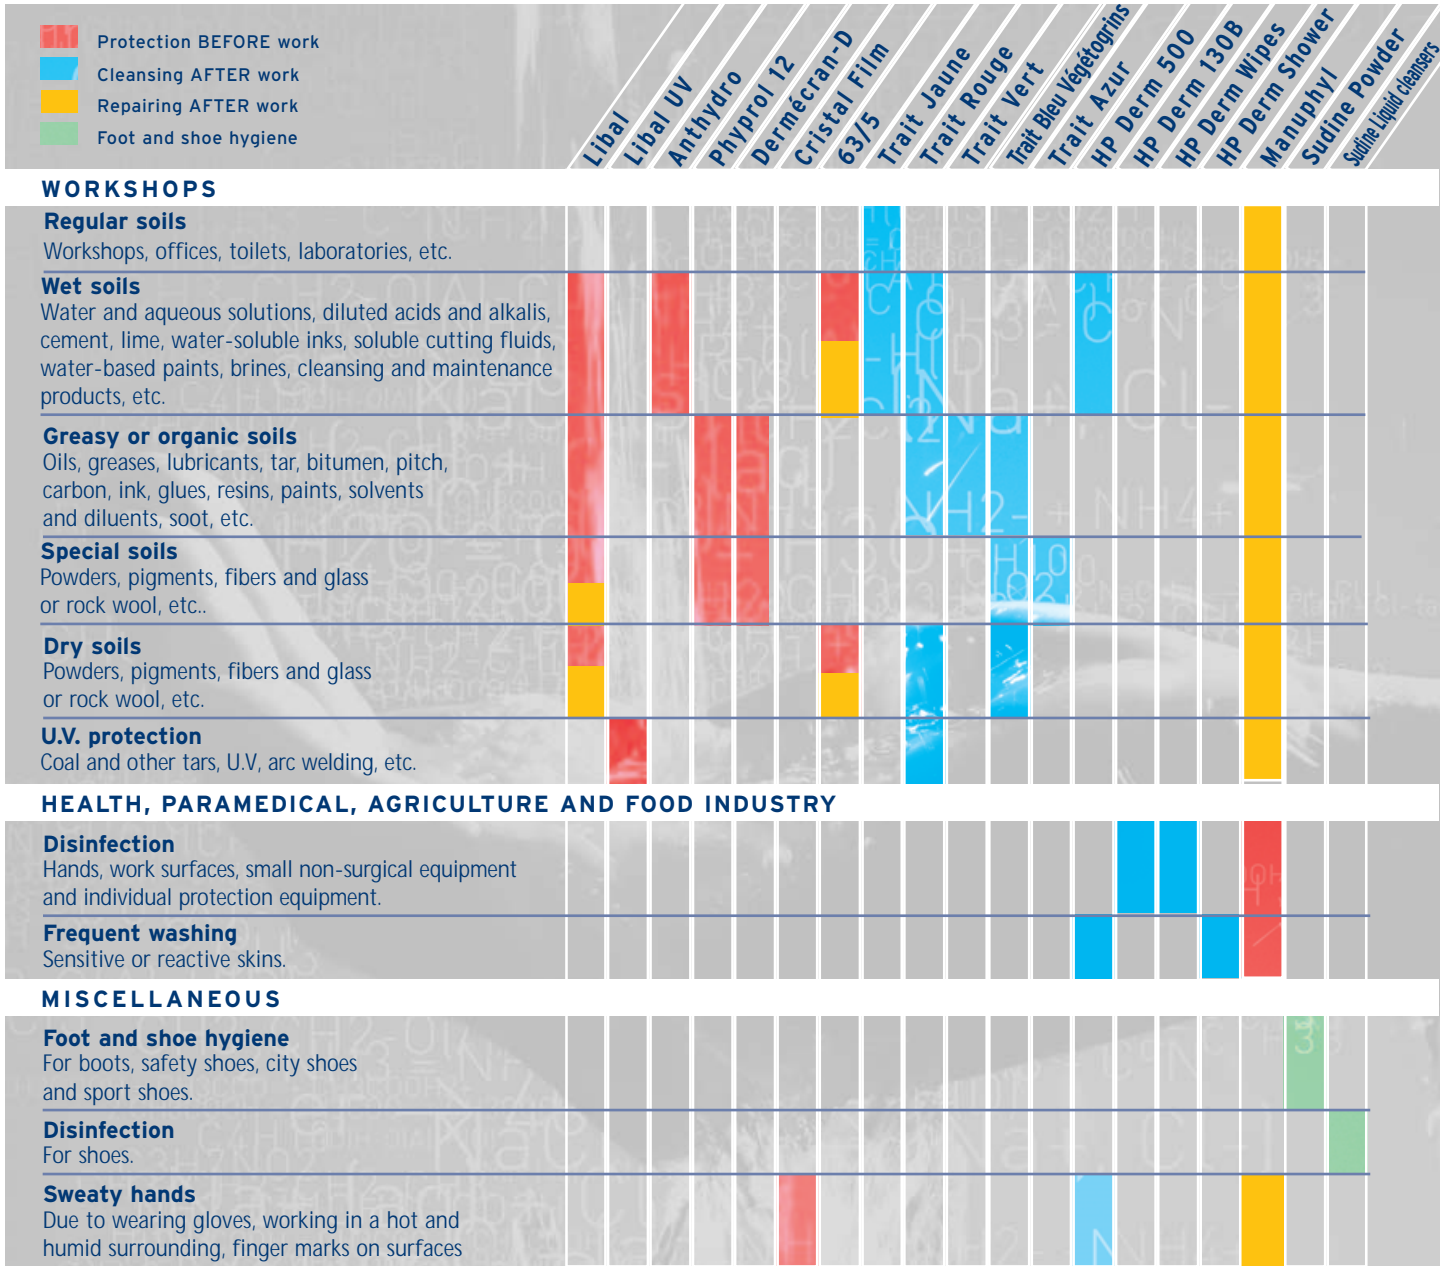 Protection BEFORE work
Cleansing AFTER work
Repairing AFTER work
Foot and shoe hygiene
Libal
Libal UV
Anthydro
Phyprol 12
Dermécran-D
Cristal Film
63/5
Trait Jaune
Trait Rouge
Trait Vert
Trait Bleu Végétogrins
Trait Azur
HP Derm 500
HP Derm 130B
HP Derm Wipes
HP Derm Shower
Manuphyl
Sudine Powder
Sudine Liquid cleansers
WORKSHOPS
Regular soils
Workshops, offices, toilets, laboratories, etc.
Wet soils
Water and aqueous solutions, diluted acids and alkalis,
cement, lime, water-soluble inks, soluble cutting fluids,
water-based paints, brines, cleansing and maintenance
products, etc.
Greasy or organic soils
Oils, greases, lubricants, tar, bitumen, pitch,
carbon, ink, glues, resins, paints, solvents
and diluents, soot, etc.
Special soils
Powders, pigments, fibers and glass
or rock wool, etc..
Dry soils
Powders, pigments, fibers and glass
or rock wool, etc.
U.V. protection
Coal and other tars, U.V, arc welding, etc.
HEALTH, PARAMEDICAL, AGRICULTURE AND FOOD INDUSTRY
Disinfection
Hands, work surfaces, small non-surgical equipment
and individual protection equipment.
Frequent washing
Sensitive or reactive skins.
MISCELLANEOUS
Foot and shoe hygiene
For boots, safety shoes, city shoes
and sport shoes.
Disinfection
For shoes.
Sweaty hands
Due to wearing gloves, working in a hot and
humid surrounding, finger marks on surfaces